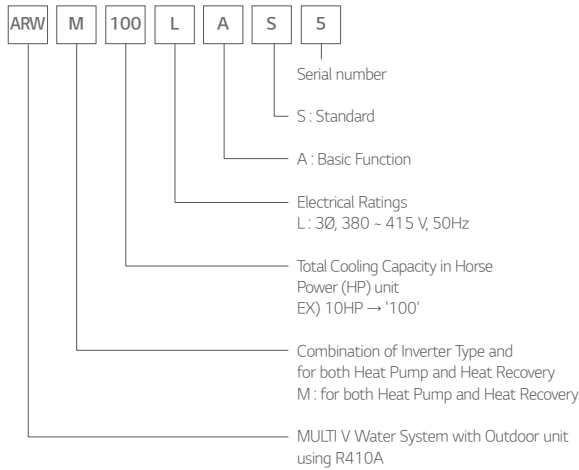 ARW M 100 L A S 5
Serial number
S : Standard
A : Basic Function
Electrical Ratings
L : 3Ø, 380 ~ 415 V, 50Hz
Total Cooling Capacity in Horse
Power (HP) unit
EX) 10HP → '100'
Combination of Inverter Type and
for both Heat Pump and Heat Recovery
M : for both Heat Pump and Heat Recovery
MULTI V Water System with Outdoor unit
using R410A